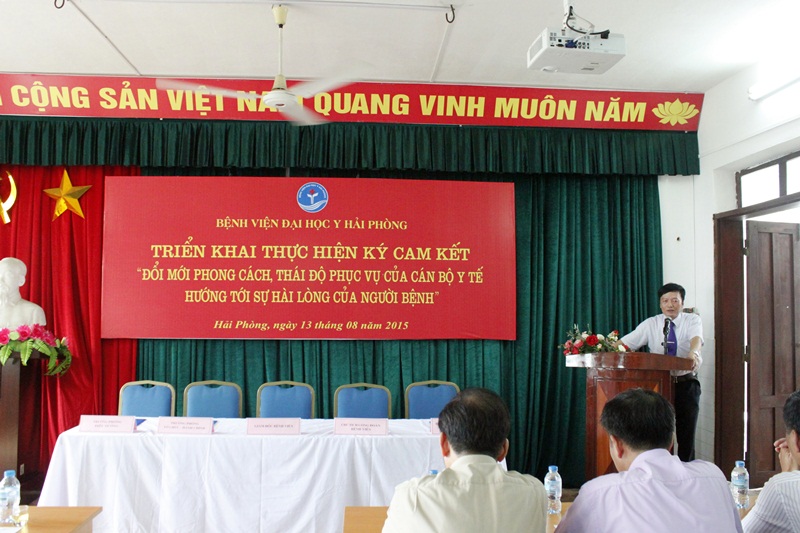 CỘNG SẢN VIỆT NAM QUANG VINH MUÔN NĂM
BỆNH VIỆN ĐẠI HỌC Y HẢI PHÒNG
TRIỂN KHAI THỰC HIỆN KÝ CAM KẾT
"ĐỔI MỚI PHONG CÁCH, THÁI ĐỘ PHỤC VỤ CỦA CÁN BỘ Y TẾ
HƯỚNG TỚI SỰ HÀI LÒNG CỦA NGƯỜI BỆNH"
Hải Phòng, ngày 13 tháng 08 năm 2015